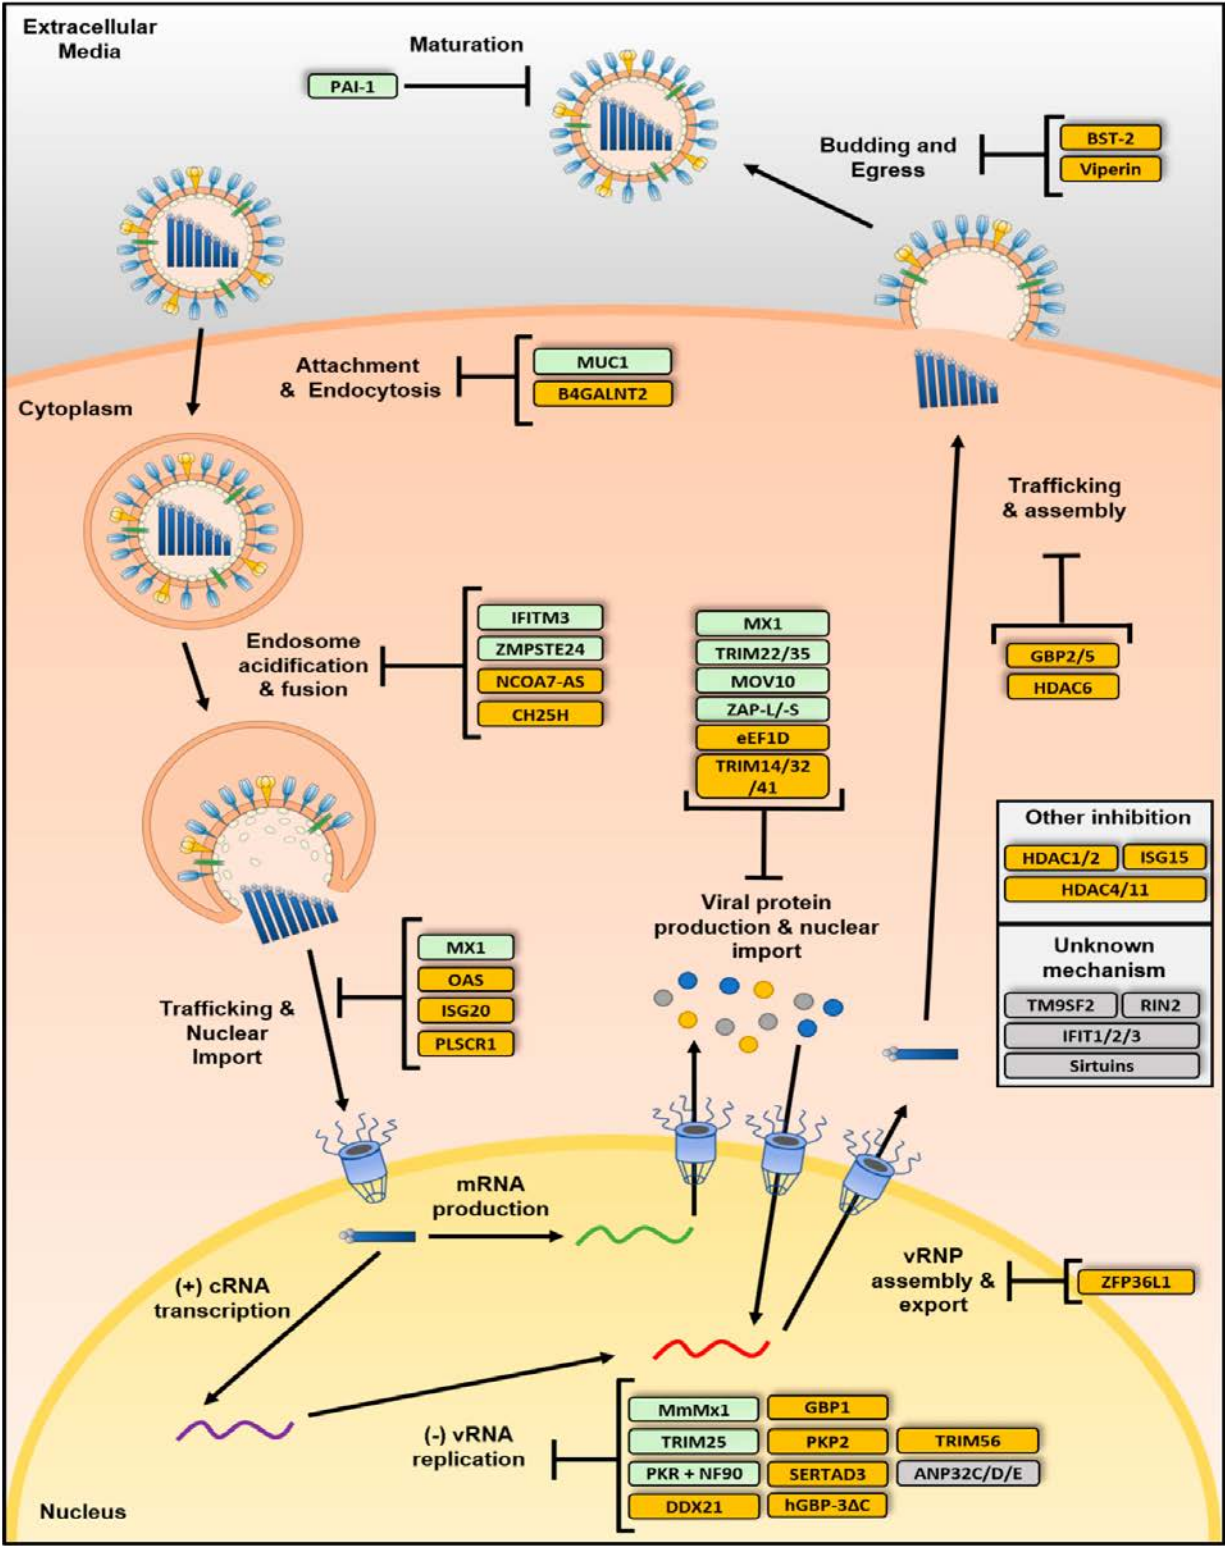 Extracellular
Media
Maturation
PAI-1
Budding and
Egress
BST-2
Viperin
Attachment
& Endocytosis
MUC1
B4GALNT2
Cytoplasm
Trafficking
& assembly
GBP2/5
HDAC6
Endosome
acidification
& fusion
IFITM3
ZMPSTE24
NCOA7-AS
CH25H
MX1
TRIM22/35
MOV10
ZAP-L/-S
eEF1D
TRIM14/32
/41
Viral protein
production & nuclear
import
Other inhibition
HDAC1/2
ISG15
HDAC4/11
Unknown
mechanism
TM9SF2
RIN2
IFIT1/2/3
Sirtuins
Trafficking &
Nuclear
Import
MX1
OAS
ISG20
PLSCR1
mRNA
production
(+) cRNA
transcription
vRNP
assembly &
export
ZFP36L1
(-) vRNA
replication
MmMx1
GBP1
TRIM25
PKP2
TRIM56
PKR + NF90
SERTAD3
ANP32C/D/E
DDX21
hGBP-3ΔC
Nucleus